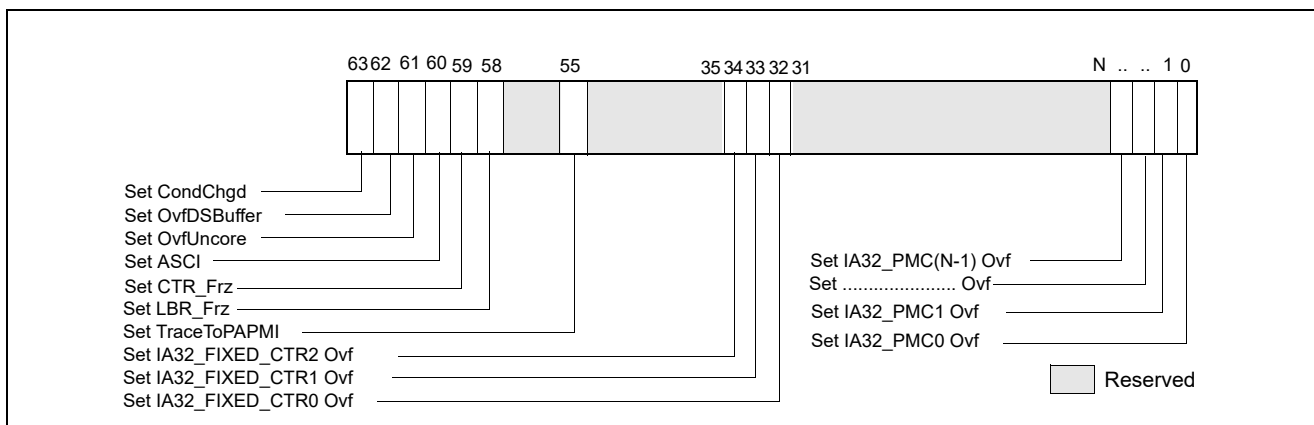 63 62 61 60 59 58 55 35 34 33 32 31 N .. .. 1 0
Set CondChgd
Set OvfDSBuffer
Set OvfUncore
Set ASCI
Set CTR_Frz
Set LBR_Frz
Set TraceToPAPMI
Set IA32_FIXED_CTR2 Ovf
Set IA32_FIXED_CTR1 Ovf
Set IA32_FIXED_CTR0 Ovf
Set IA32_PMC(N-1) Ovf
Set ...................... Ovf
Set IA32_PMC1 Ovf
Set IA32_PMC0 Ovf
Reserved